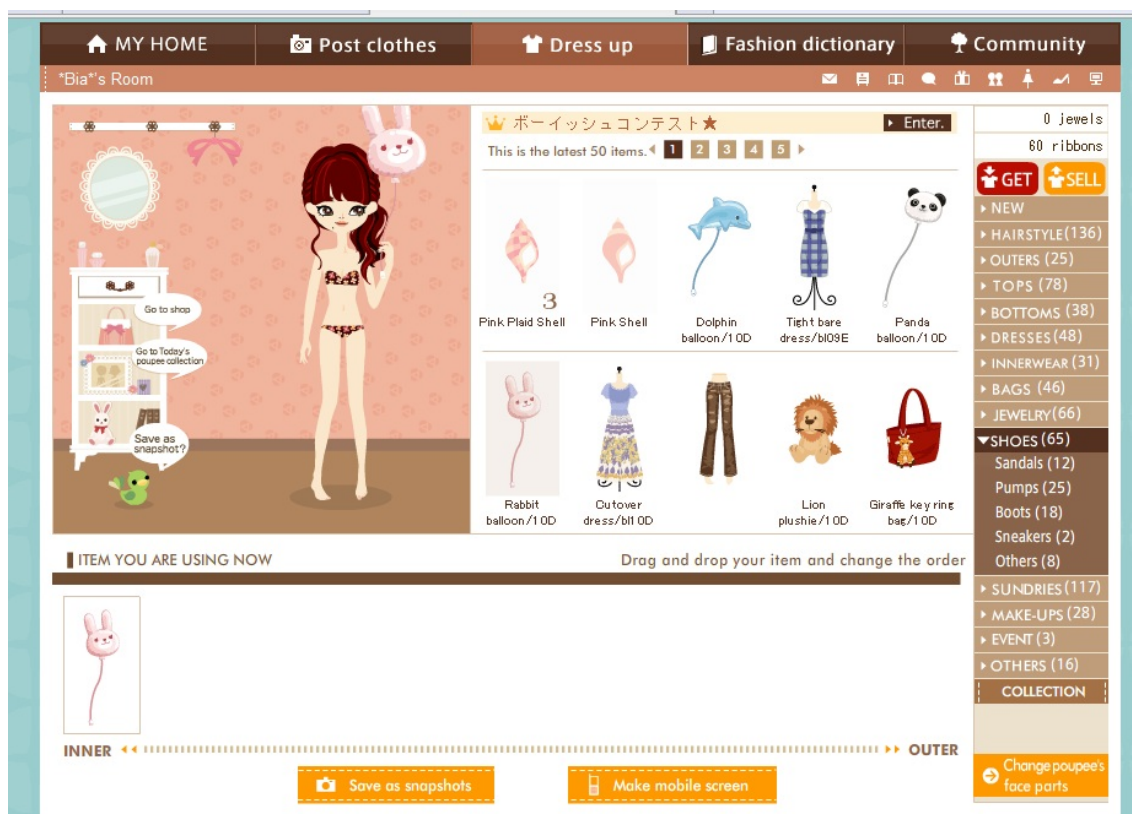 MY HOME
Post clothes
Dress up
Fashion dictionary
Community
*Bia*'s Room
ボーイッシュコンテスト★
Enter.
This is the latest 50 items.
1 2 3 4 5
3
Pink Plaid Shell
Pink Shell
Dolphin
balloon/10D
Tight bare
dress/bl09E
Panda
balloon/10D
Rabbit
balloon/10D
Cutover
dress/bl10D
Lion
plushie/10D
Giraffe key ring
bag/10D
Go to shop
Go to Today's
poupee collection
Save as
snapshot?
0 jewels
60 ribbons
GET
SELL
NEW
HAIRSTYLE(136)
OUTERS (25)
TOPS (78)
BOTTOMS (38)
DRESSES(48)
INNERWEAR (31)
BAGS (46)
JEWELRY(66)
SHOES (65)
Sandals (12)
Pumps (25)
Boots (18)
Sneakers (2)
Others (8)
SUNDRIES(117)
MAKE-UPS (28)
EVENT (3)
OTHERS (16)
COLLECTION
Change poupee's
face parts
ITEM YOU ARE USING NOW
Drag and drop your item and change the order
INNER
OUTER
Save as snapshots
Make mobile screen